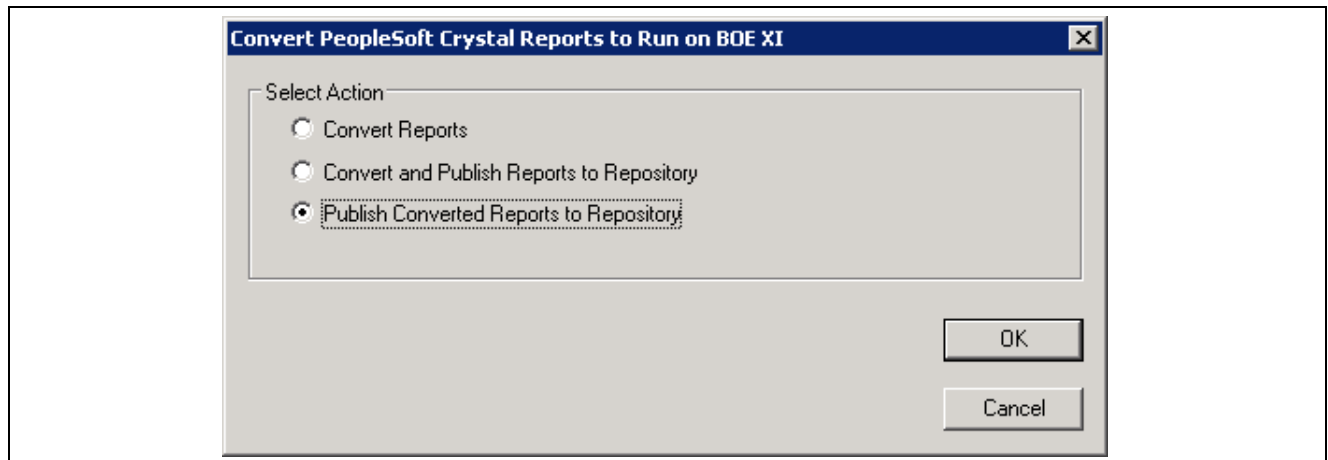 Convert PeopleSoft Crystal Reports to Run on BOE XI
Select Action
Convert Reports
Convert and Publish Reports to Repository
Publish Converted Reports to Repository
OK
Cancel